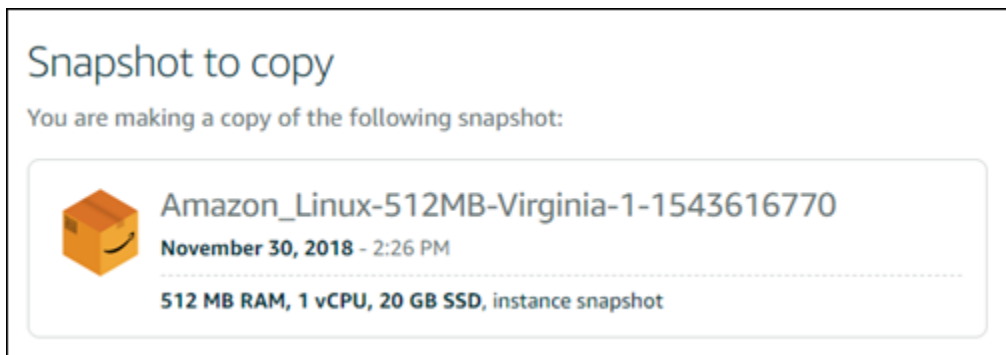 Snapshot to copy
You are making a copy of the following snapshot:
Amazon_Linux-512MB-Virginia-1-1543616770
November 30, 2018 - 2:26 PM
512 MB RAM, 1 vCPU, 20 GB SSD, instance snapshot